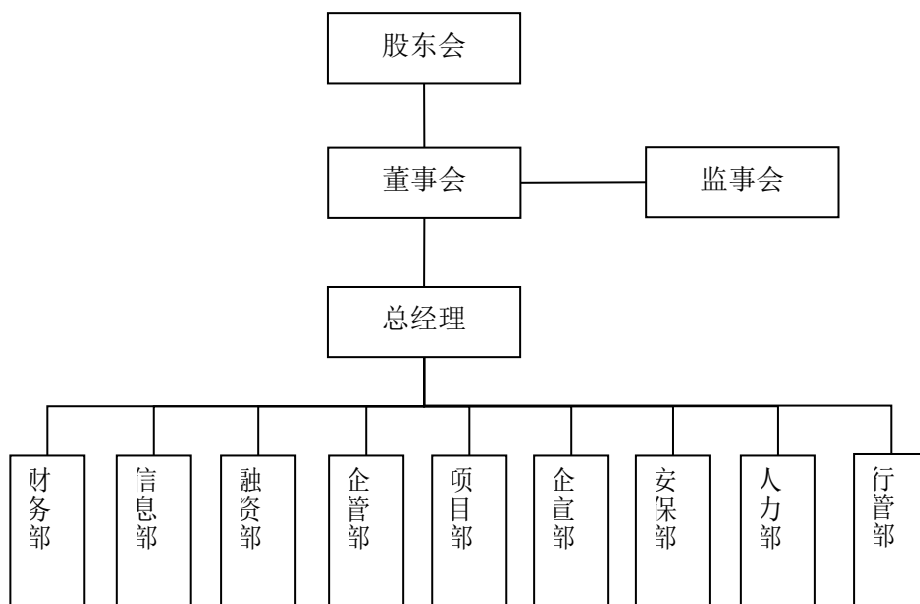 股东会
董事会
监事会
总经理
财务部
信息部
融资部
企管部
项目部
企宣部
安保部
人力部
行管部